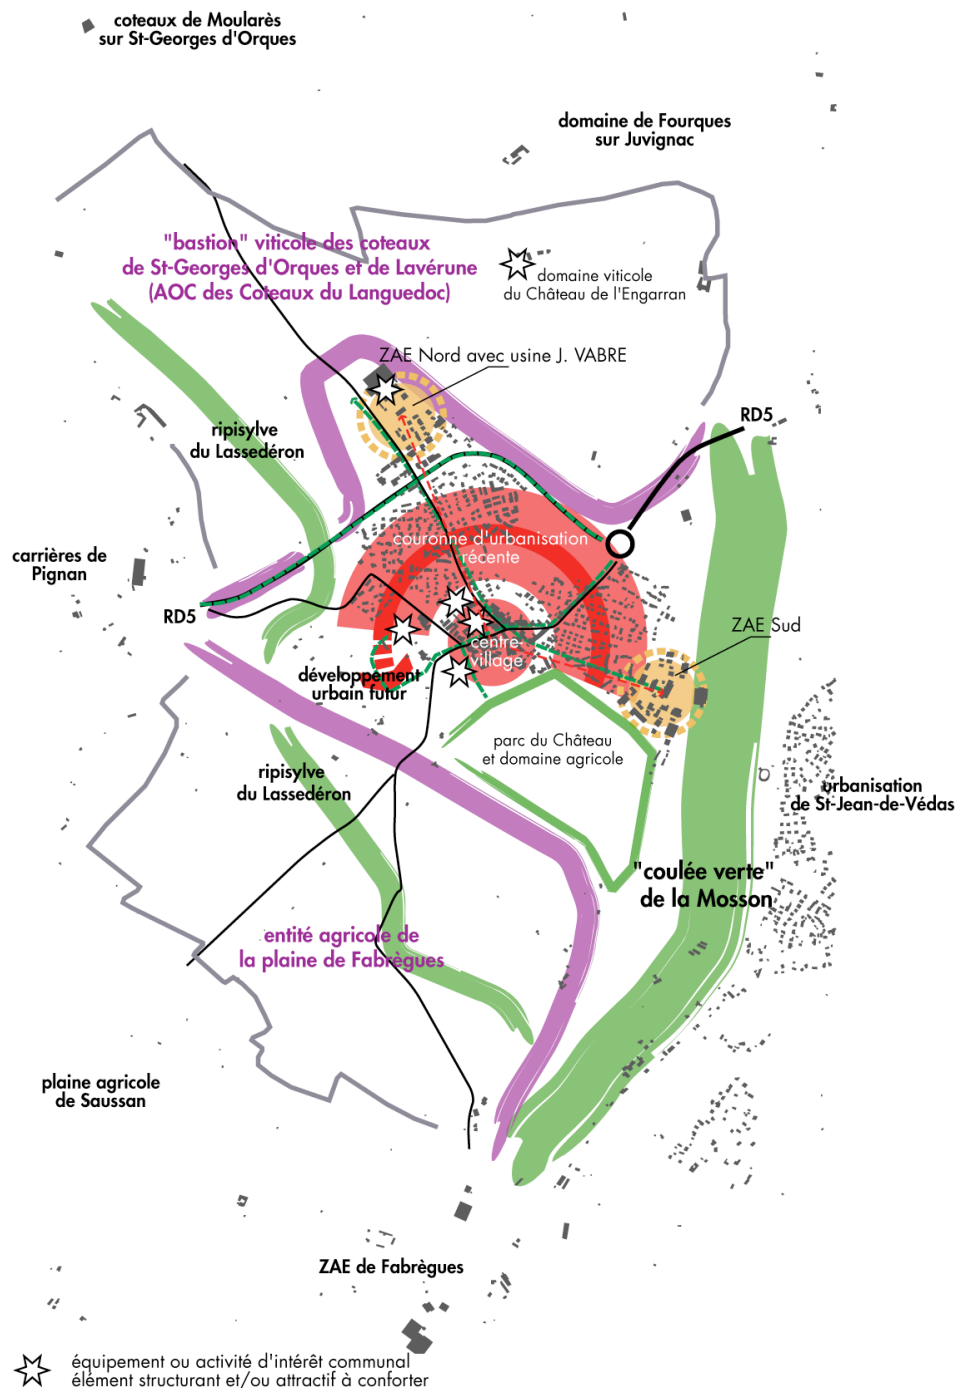 coteaux de Moularès
sur St-Georges d'Orques
domaine de Fourques
sur Juvignac
"bastion" viticole des coteaux
de St-Georges d'Orques et de Lavérune
(AOC des Coteaux du Languedoc)
domaine viticole
du Château de l'Engarran
ZAE Nord avec usine J. VABRE
RD5
ripisylve
du Lassedéron
couronne d'urbanisation
récente
carrières de
Pignan
RD5
ZAE Sud
centre
village
développement
urbain futur
parc du Château
et domaine agricole
ripisylve
du Lassedéron
urbanisation
de St-Jean-de-Védas
"coulée verte"
de la Mosson
entité agricole de
la plaine de Fabrègues
plaine agricole
de Saussan
ZAE de Fabrègues
équipement ou activité d'intérêt communal
élément structurant et/ou attractif à conforter